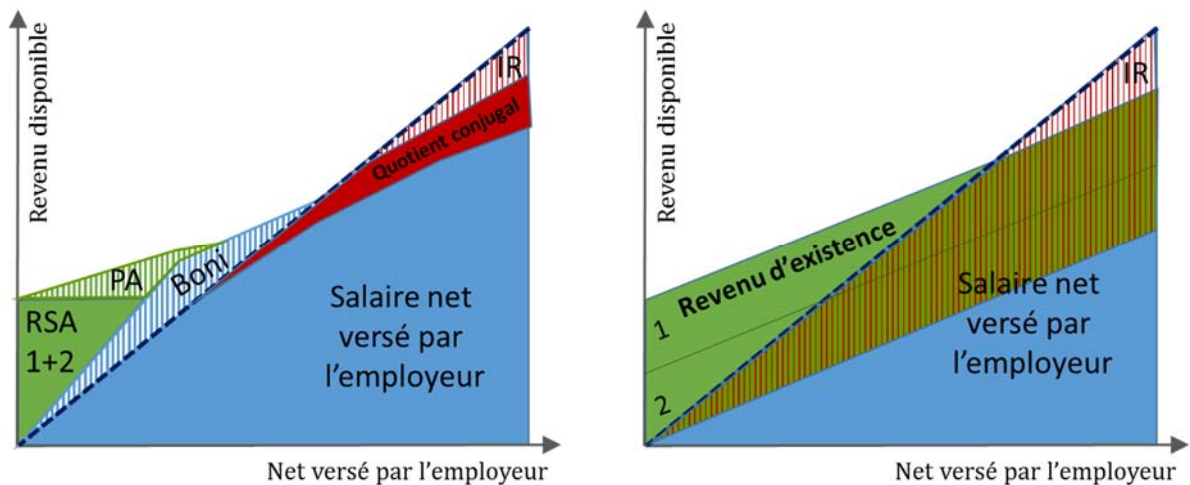 Revenu disponible
IR
Quotient conjugal
PA
Boni
RSA
1+2
Salaire net
versé par
l’employeur
Net versé par l’employeur
Revenu disponible
IR
Revenu d’existence
1
2
Salaire net
versé par
l’employeur
Net versé par l’employeur